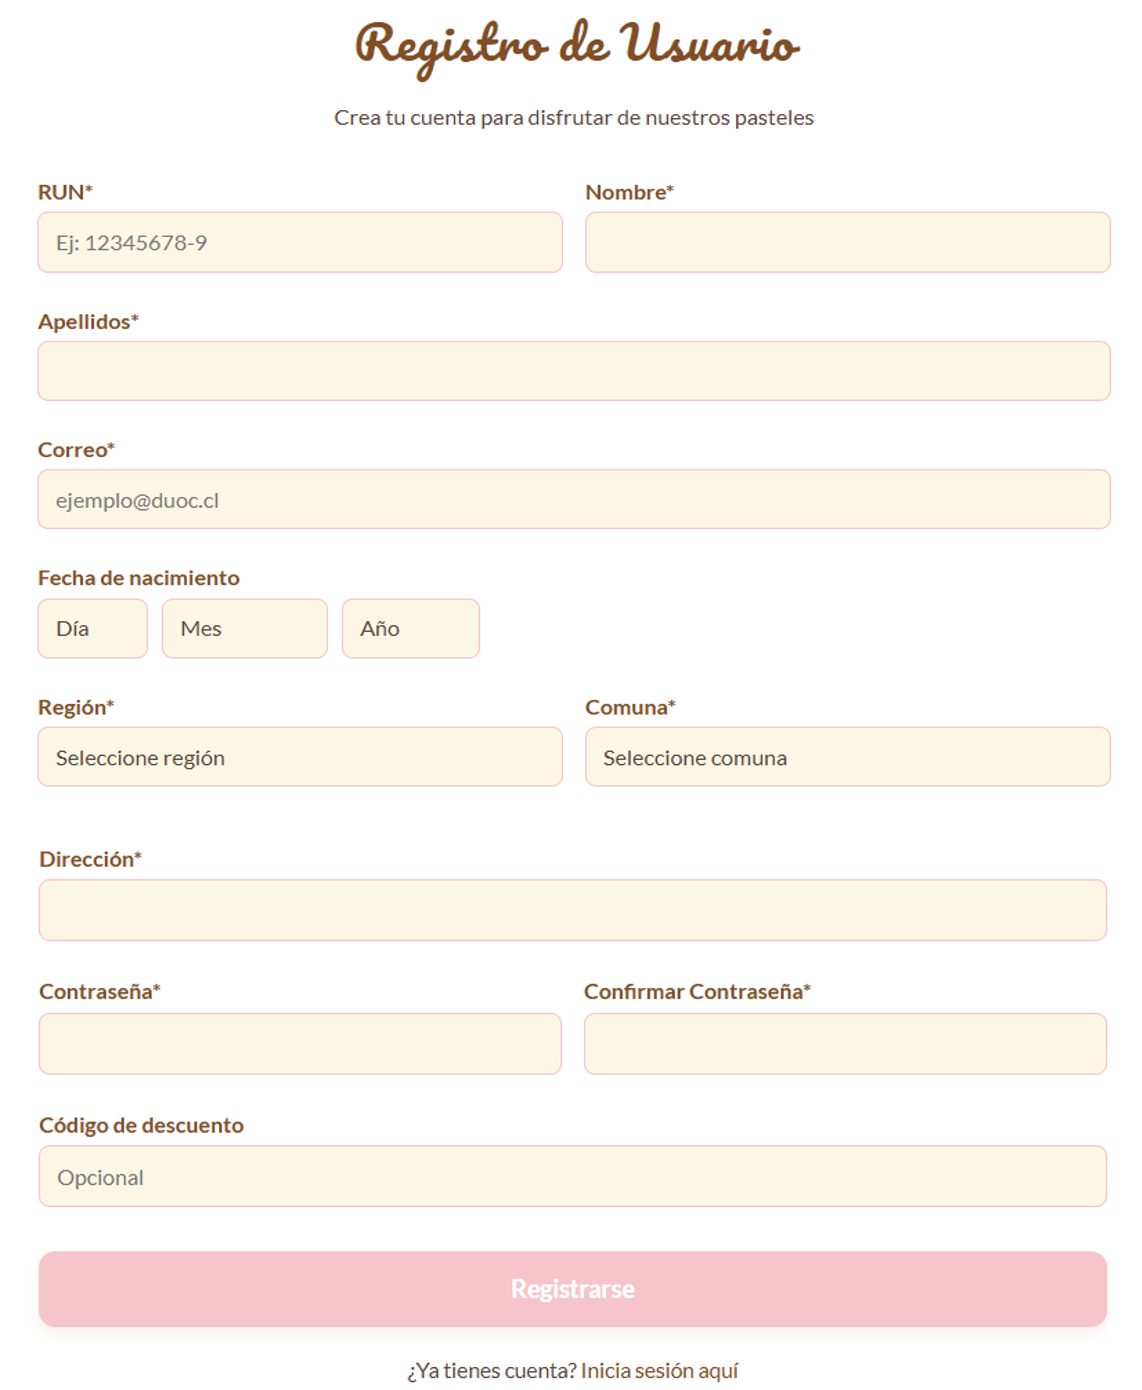 Registro de Usuario
Crea tu cuenta para disfrutar de nuestros pasteles
RUN* Nombre*
Ej: 12345678-9
Apellidos*
Correo*
ejemplo@duoc.cl
Fecha de nacimiento
Día Mes Año
Región* Comuna*
Seleccione región Seleccione comuna
Dirección*
Contraseña* Confirmar Contraseña*
Código de descuento
Opcional
Registrarse
¿Ya tienes cuenta? Inicia sesión aquí